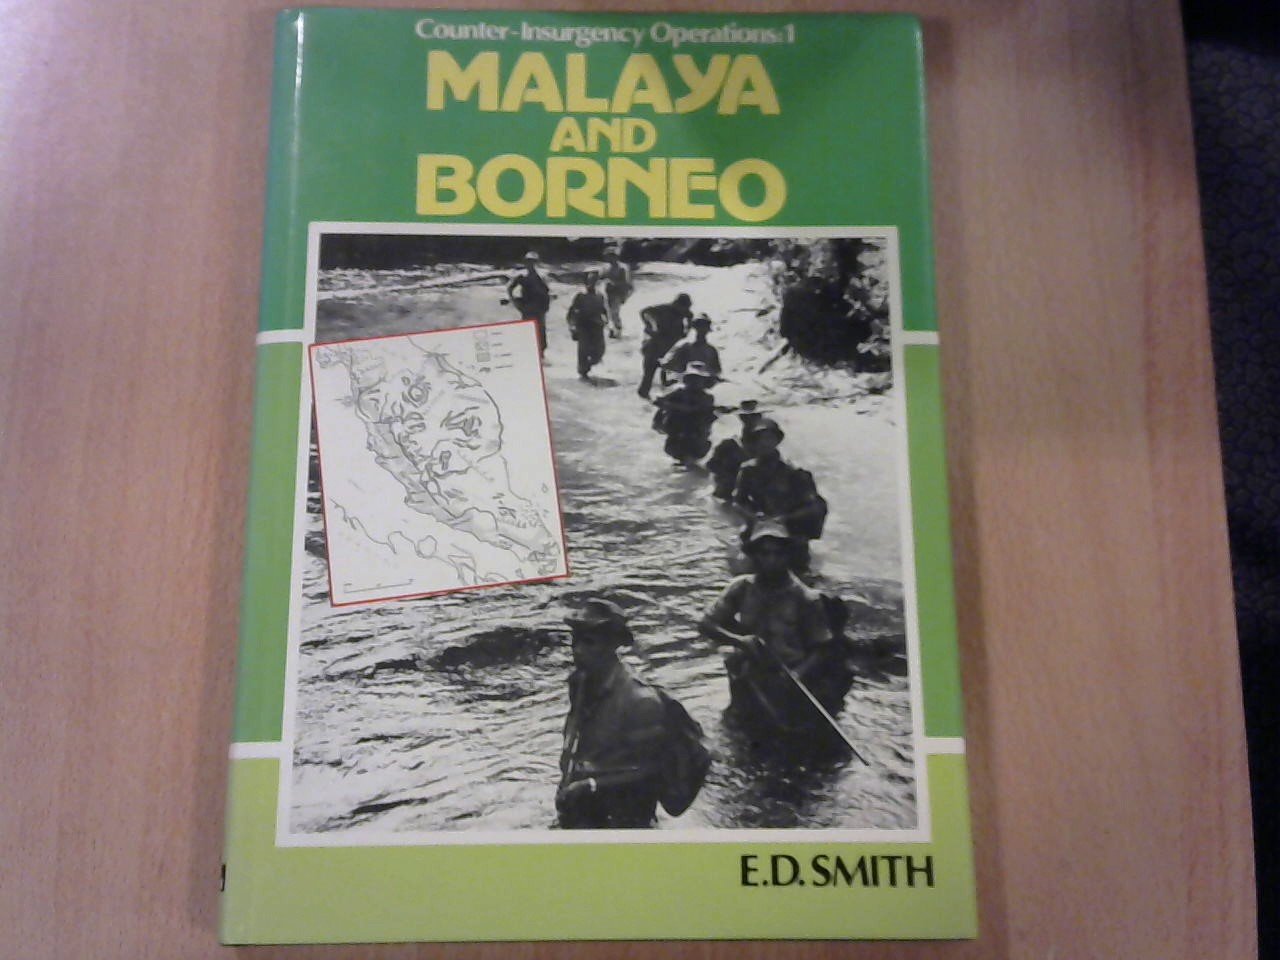 Counter-Insurgency Operations:1
MALAYA
AND
BORNEO
E.D. SMITH